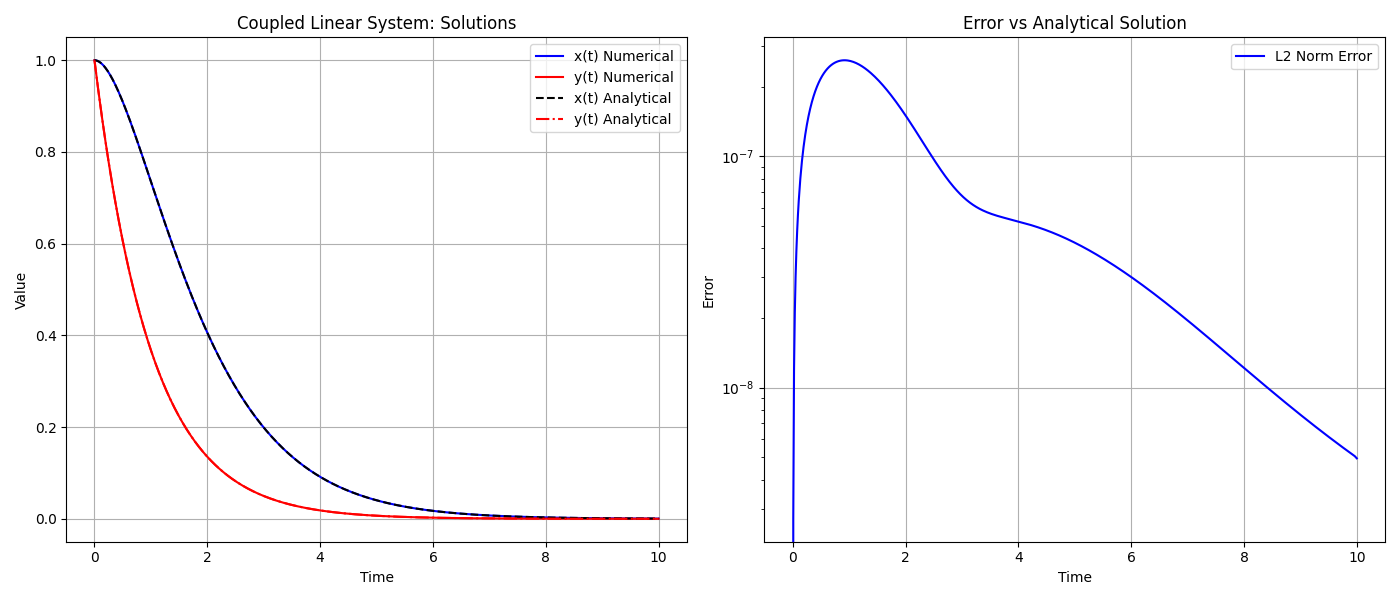 Coupled Linear System: Solutions
x(t) Numerical
y(t) Numerical
x(t) Analytical
y(t) Analytical
Value
1.0
0.8
0.6
0.4
0.2
0.0
0 2 4 6 8 10
Time
Error vs Analytical Solution
L2 Norm Error
Error
10⁻⁷
10⁻⁸
0 2 4 6 8 10
Time